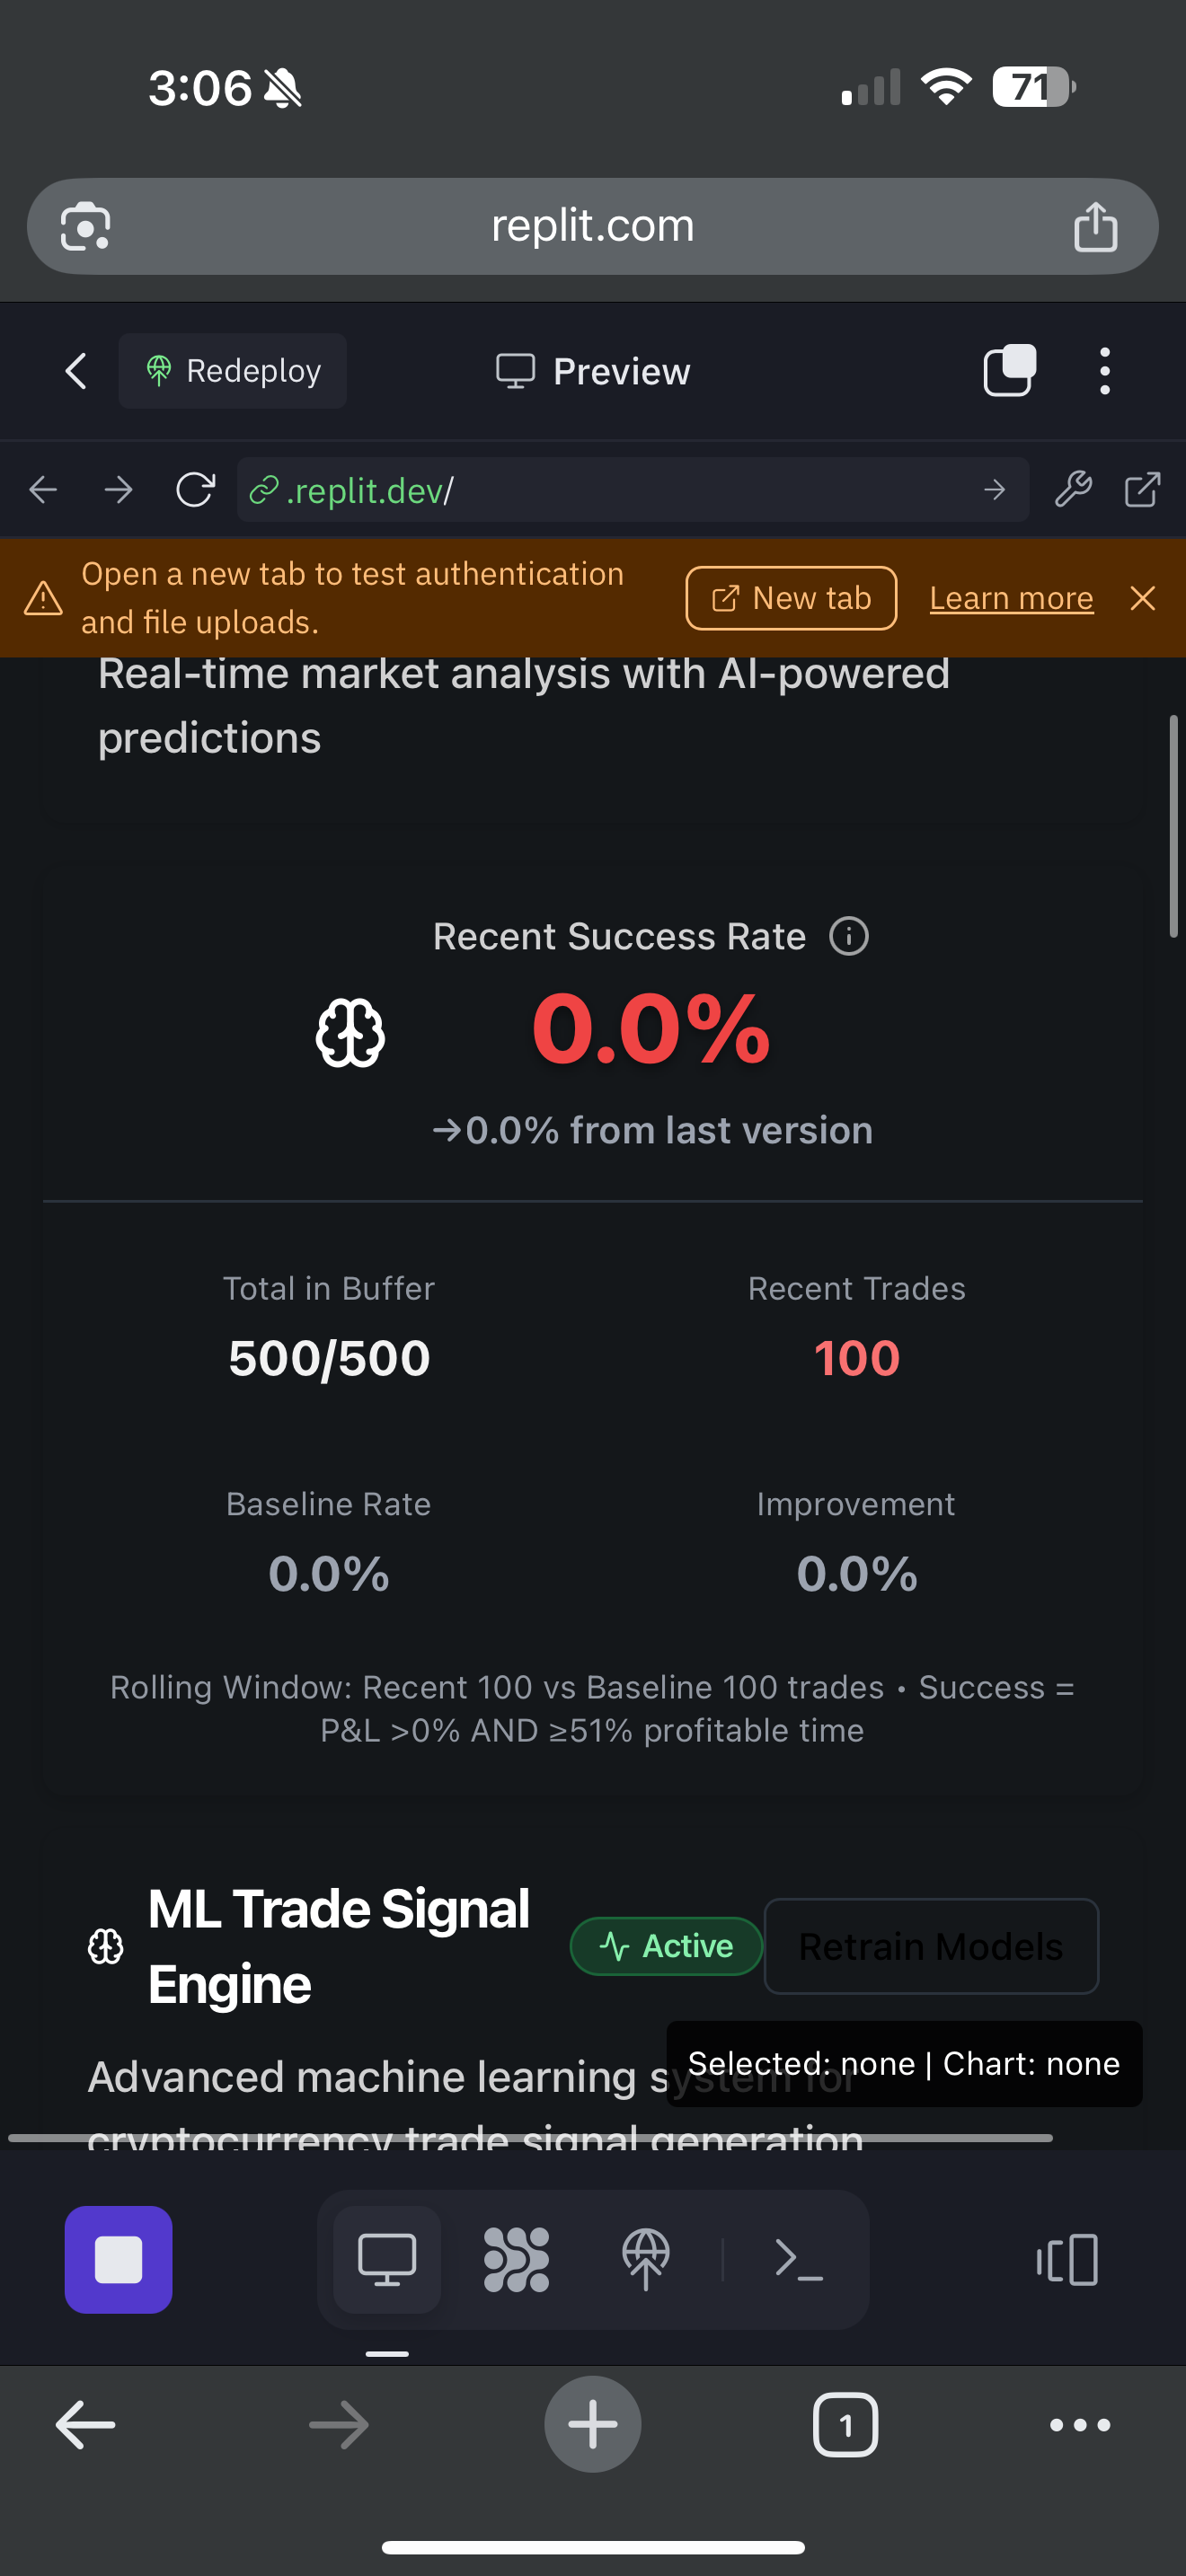 3:06
71
replit.com
Redeploy
Preview
.replit.dev/
Open a new tab to test authentication
and file uploads.
New tab
Learn more
Real-time market analysis with AI-powered
predictions
Recent Success Rate
0.0%
→0.0% from last version
Total in Buffer
Recent Trades
500/500
100
Baseline Rate
Improvement
0.0%
0.0%
Rolling Window: Recent 100 vs Baseline 100 trades • Success =
P&L >0% AND ≥51% profitable time
ML Trade Signal
Engine
Active
Retrain Models
Selected: none | Chart: none
Advanced machine learning system for
cryptocurrency trade signal generation
1